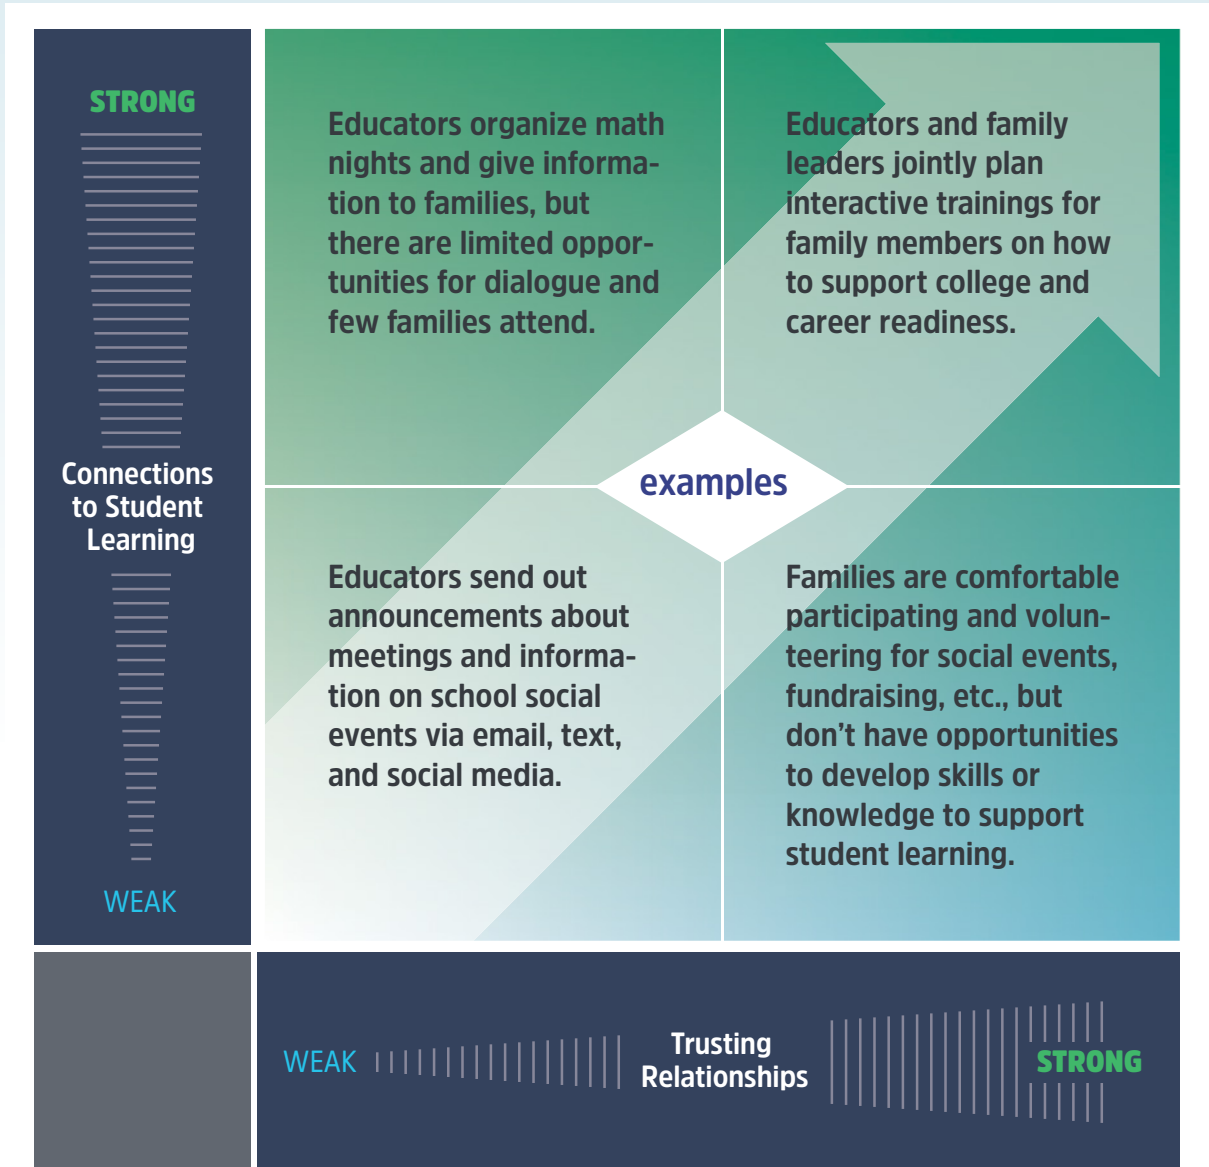 STRONG
Connections
to Student
Learning
WEAK
Educators organize math
nights and give informa-
tion to families, but
there are limited oppor-
tunities for dialogue and
few families attend.
Educators and family
leaders jointly plan
interactive trainings for
family members on how
to support college and
career readiness.
examples
Educators send out
announcements about
meetings and informa-
tion on school social
events via email, text,
and social media.
Families are comfortable
participating and volun-
teering for social events,
fundraising, etc., but
don’t have opportunities
to develop skills or
knowledge to support
student learning.
WEAK
Trusting
Relationships
STRONG